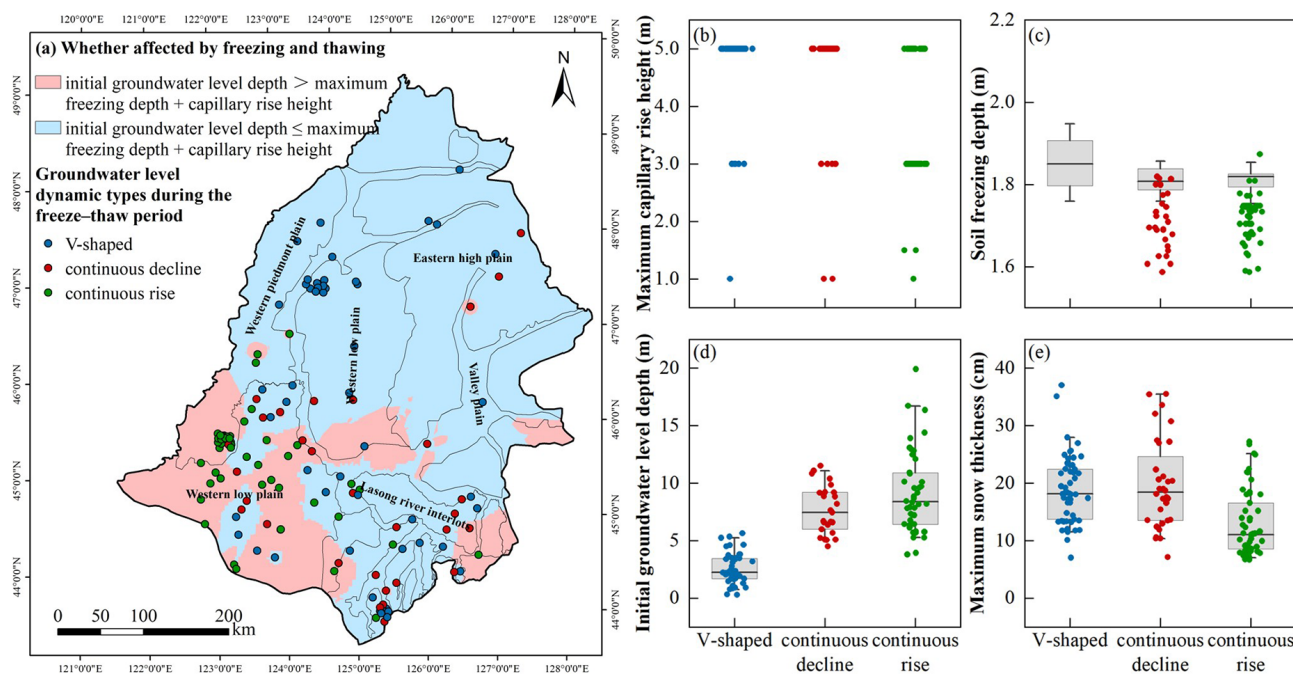 120°0'0"E 121°0'0"E 122°0'0"E 123°0'0"E 124°0'0"E 125°0'0"E 126°0'0"E 127°0'0"E 128°0'0"E
(a) Whether affected by freezing and thawing
initial groundwater level depth > maximum
freezing depth + capillary rise height
initial groundwater level depth ≤ maximum
freezing depth + capillary rise height
Groundwater level
dynamic types during the
freeze–thaw period
V-shaped
continuous decline
continuous rise
N
Western piedmont plain
Eastern high plain
Western low plain
Valley plain
Western low plain
Lasong river interlots
49°0'0"N
48°0'0"N
47°0'0"N
46°0'0"N
45°0'0"N
44°0'0"N
50°0'0"N
49°0'0"N
48°0'0"N
47°0'0"N
46°0'0"N
45°0'0"N
44°0'0"N
0 50 100 200
km
121°0'0"E 122°0'0"E 123°0'0"E 124°0'0"E 125°0'0"E 126°0'0"E 127°0'0"E 128°0'0"E
(b)
Maximum capillary rise height (m)
5.0
4.0
3.0
2.0
1.0
(c)
Soil freezing depth (m)
2.2
2.0
1.8
1.6
(d)
Initial groundwater level depth (m)
20
15
10
5
0
V-shaped continuous continuous
decline rise
(e)
Maximum snow thickness (cm)
40
30
20
10
0
V-shaped continuous continuous
decline rise